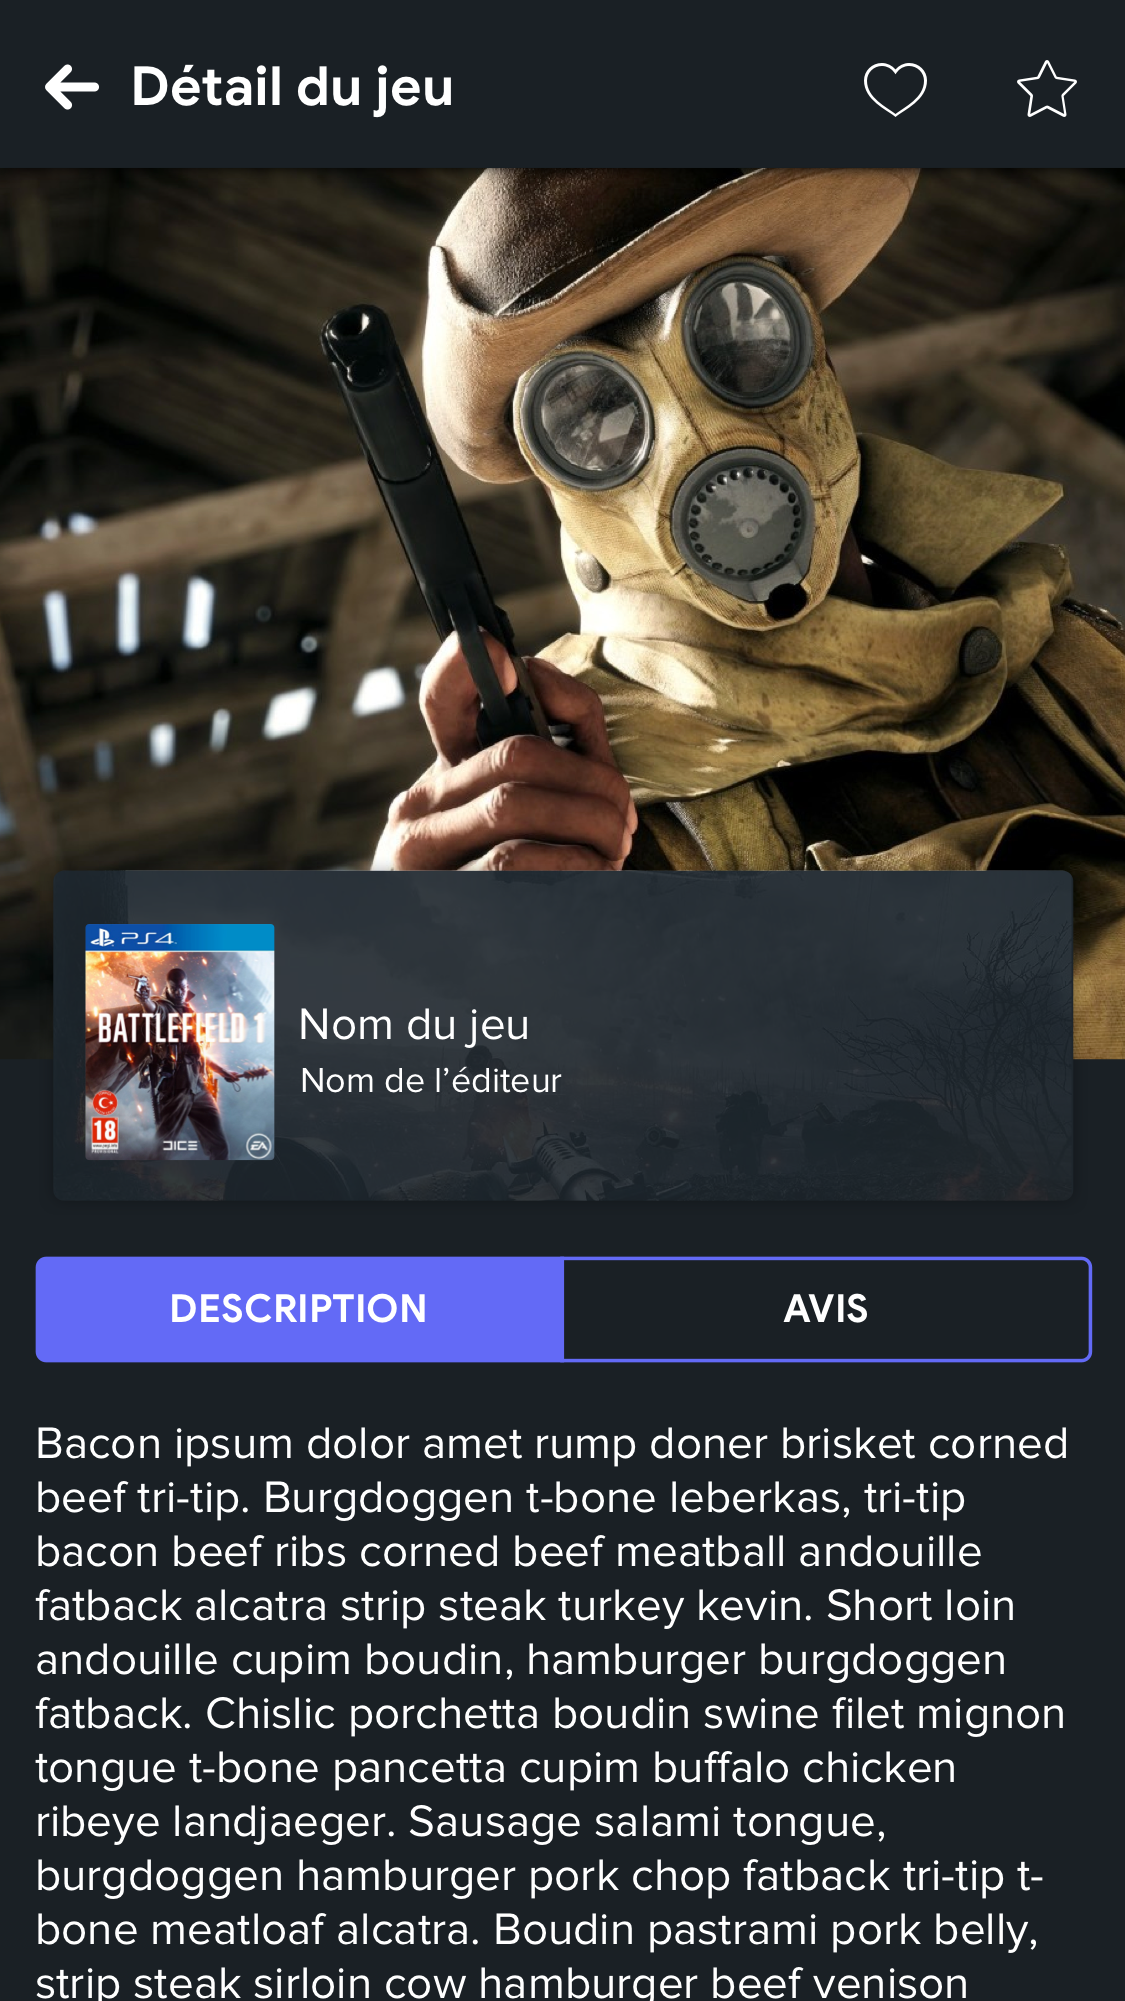 Détail du jeu
PS4
BATTLEFIELD 1
18
DICE
EA
Nom du jeu
Nom de l’éditeur
DESCRIPTION
AVIS
Bacon ipsum dolor amet rump doner brisket corned
beef tri-tip. Burgdoggen t-bone leberkas, tri-tip
bacon beef ribs corned beef meatball andouille
fatback alcatra strip steak turkey kevin. Short loin
andouille cupim boudin, hamburger burgdoggen
fatback. Chislic porchetta boudin swine filet mignon
tongue t-bone pancetta cupim buffalo chicken
ribeye landjaeger. Sausage salami tongue,
burgdoggen hamburger pork chop fatback tri-tip t-
bone meatloaf alcatra. Boudin pastrami pork belly,
strip steak sirloin cow hamburger beef venison